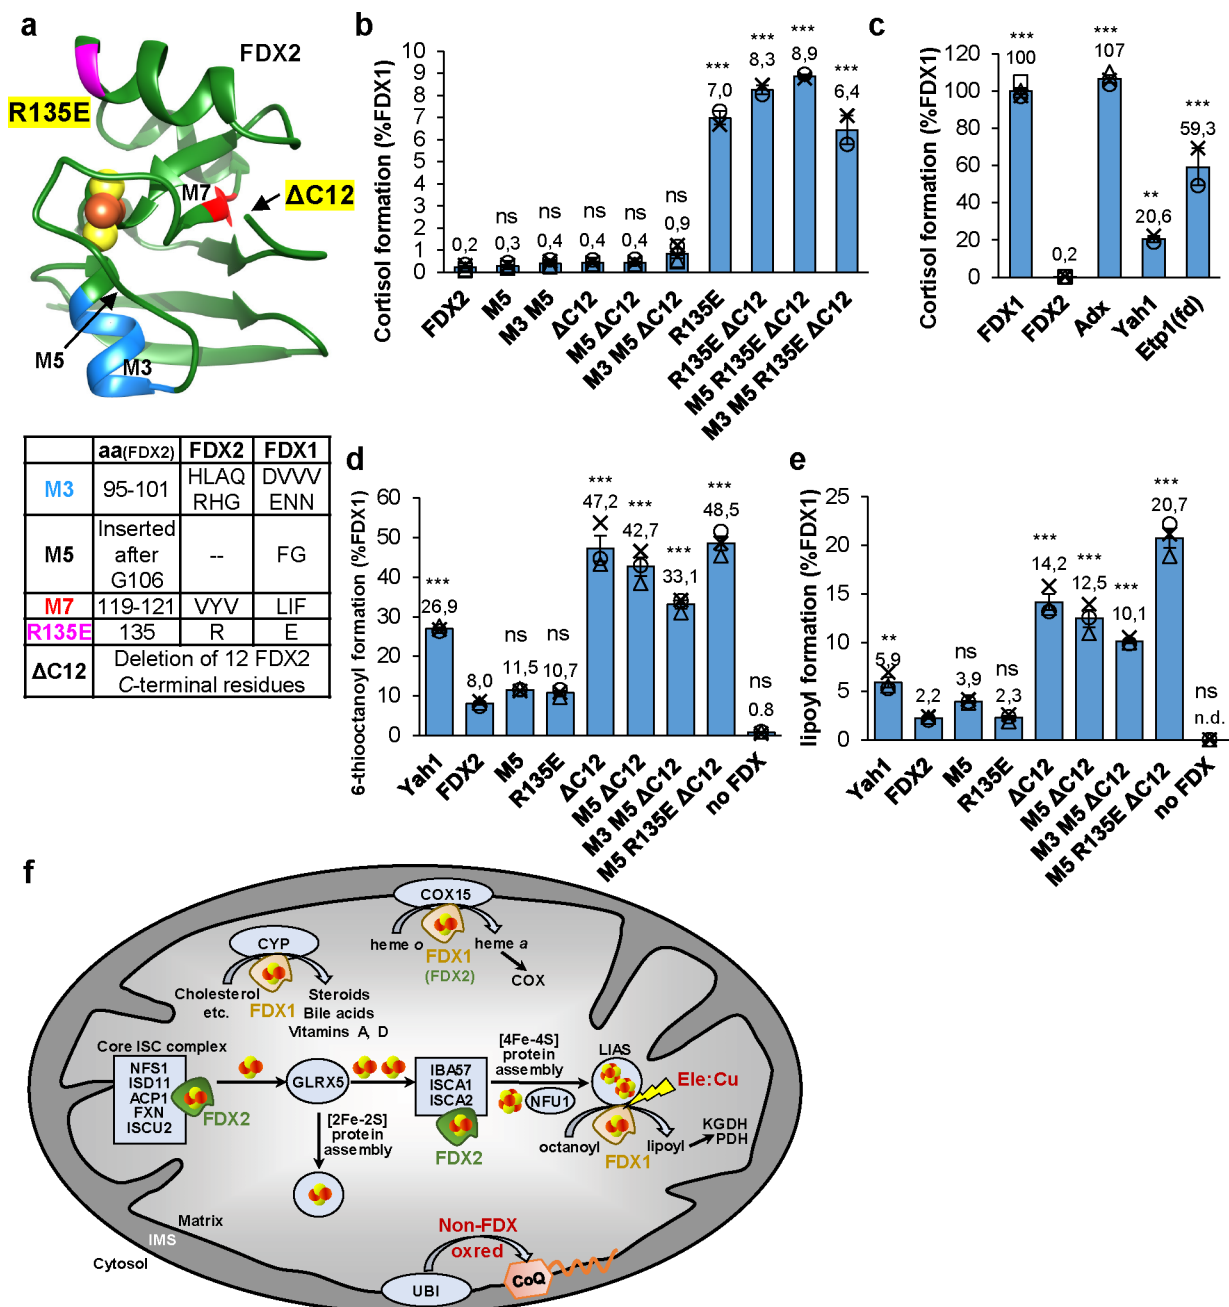 a
FDX2
R135E
M7
ΔC12
M5
M3
aa(FDX2) FDX2 FDX1
M3 95-101 HLAQ RHG DVVV ENN
M5 Inserted after G106 -- FG
M7 119-121 VYV LIF
R135E 135 R E
ΔC12 Deletion of 12 FDX2 C-terminal residues
b
Cortisol formation (%FDX1)
10
9
8
7
6
5
4
3
2
1
0
0,2
ns
0,3
ns
0,4
ns
0,4
ns
0,4
ns
0,9
***
7,0
***
8,3
***
8,9
***
6,4
FDX2
M5
M3 M5
ΔC12
M5 ΔC12
M3 M5 ΔC12
R135E
R135E ΔC12
M5 R135E ΔC12
M3 M5 R135E ΔC12
c
Cortisol formation (%FDX1)
120
100
80
60
40
20
0
***
100
0,2
***
107
**
20,6
***
59,3
FDX1
FDX2
Adx
Yah1
Etp1(fd)
d
6-thiooctanoyl formation (%FDX1)
60
50
40
30
20
10
0
***
26,9
8,0
ns
11,5
ns
10,7
***
47,2
***
42,7
***
33,1
***
48,5
ns
0.8
Yah1
FDX2
M5
R135E
ΔC12
M5 ΔC12
M3 M5 ΔC12
M5 R135E ΔC12
no FDX
e
lipoyl formation (%FDX1)
25
20
15
10
5
0
**
5,9
2,2
ns
3,9
ns
2,3
***
14,2
***
12,5
***
10,1
***
20,7
ns
n.d.
Yah1
FDX2
M5
R135E
ΔC12
M5 ΔC12
M3 M5 ΔC12
M5 R135E ΔC12
no FDX
f
COX15
heme o
heme a
FDX1
(FDX2)
COX
CYP
Cholesterol
etc.
FDX1
Steroids
Bile acids
Vitamins A, D
Core ISC complex
NFS1
ISD11
ACP1
FXN
ISCU2
FDX2
GLRX5
[2Fe-2S]
protein
assembly
IBA57
ISCA1
ISCA2
FDX2
[4Fe-4S]
protein
assembly
NFU1
LIAS
Ele:Cu
octanoyl
lipoyl
FDX1
KGDH
PDH
Matrix
IMS
Cytosol
Non-FDX
oxred
UBI
CoQ